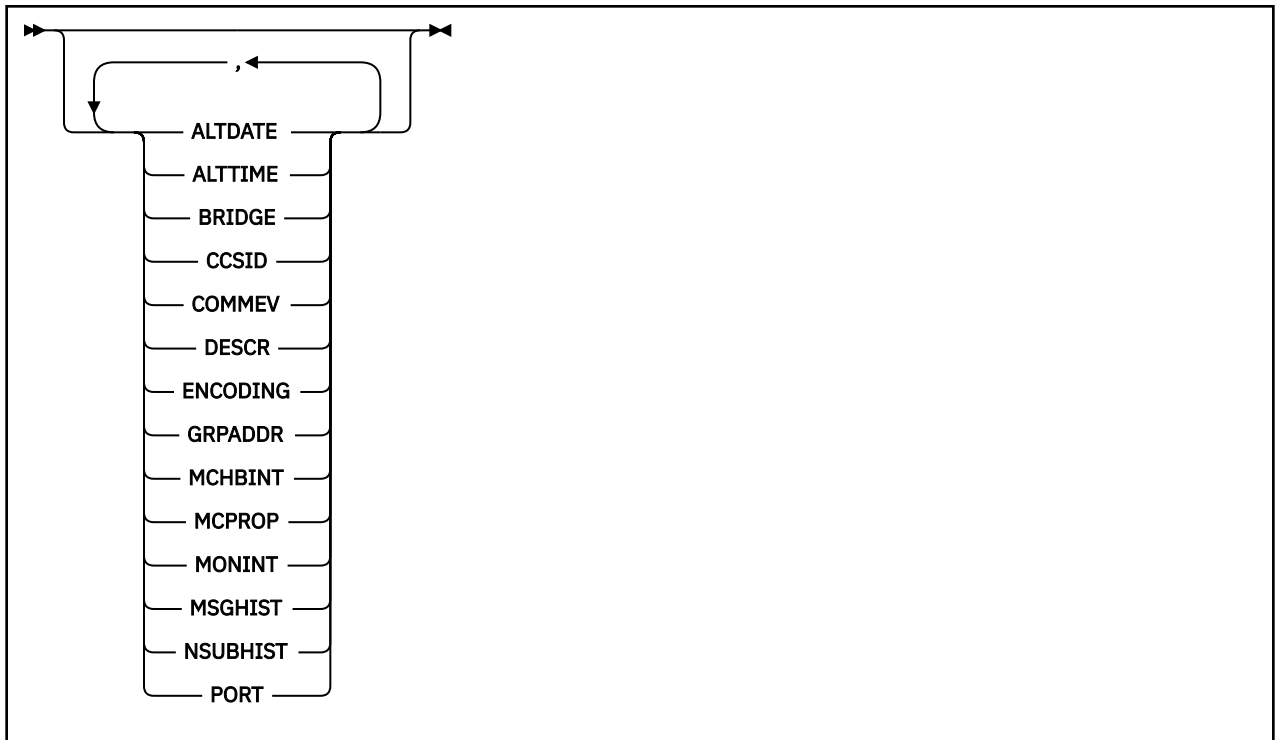 ,
ALTDATE
ALTTIME
BRIDGE
CCSID
COMMEV
DESCR
ENCODING
GRPADDR
MCHBINT
MCPROP
MONINT
MSGHIST
NSUBHIST
PORT